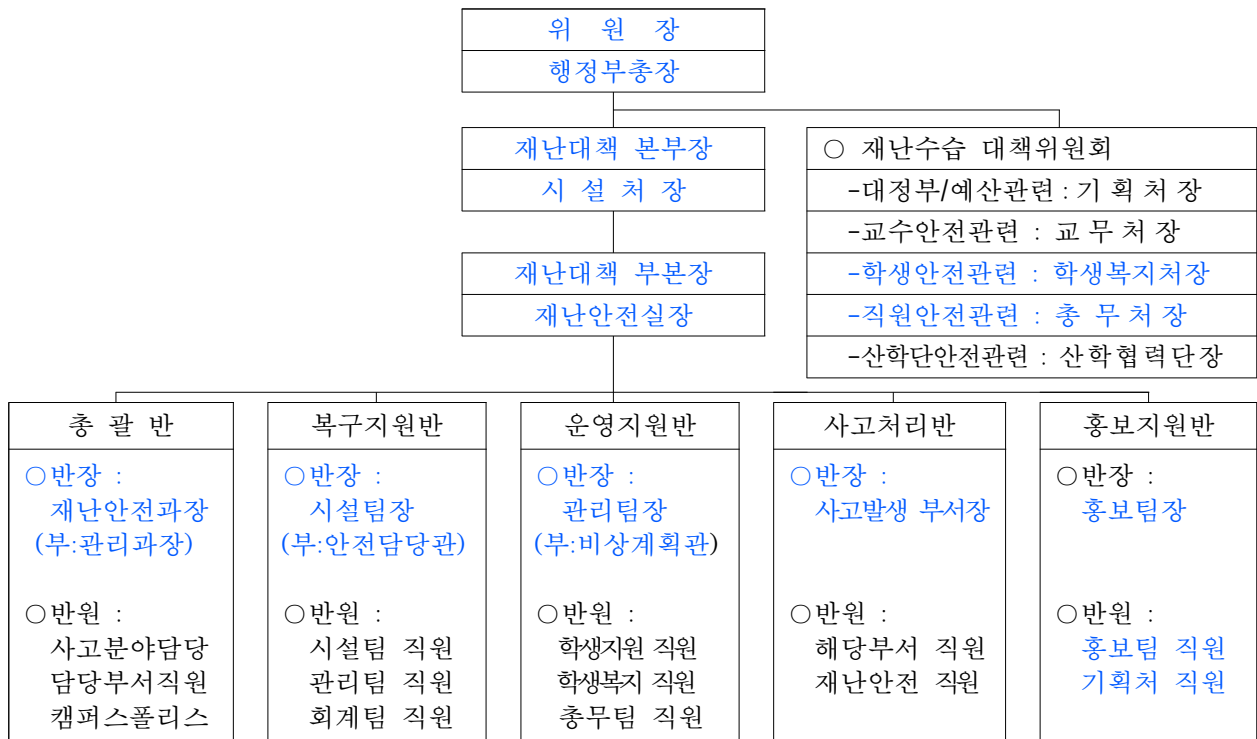 위 원 장
행정부총장
재난대책 본부장
시 설 처 장
재난대책 부본장
재난안전실장
○ 재난수습 대책위원회
-대정부/예산관련 : 기 획 처 장
-교수안전관련 : 교 무 처 장
-학생안전관련 : 학생복지처장
-직원안전관련 : 총 무 처 장
-산학단안전관련 : 산학협력단장
총 괄 반
○반장 :
재난안전과장
(부:관리과장)
○반원 :
사고분야담당
담당부서직원
캠퍼스폴리스
복구지원반
○반장 :
시설팀장
(부:안전담당관)
○반원 :
시설팀 직원
관리팀 직원
회계팀 직원
운영지원반
○반장 :
관리팀장
(부:비상계획관)
○반원 :
학생지원 직원
학생복지 직원
총무팀 직원
사고처리반
○반장 :
사고발생 부서장
○반원 :
해당부서 직원
재난안전 직원
홍보지원반
○반장 :
홍보팀장
○반원 :
홍보팀 직원
기획처 직원